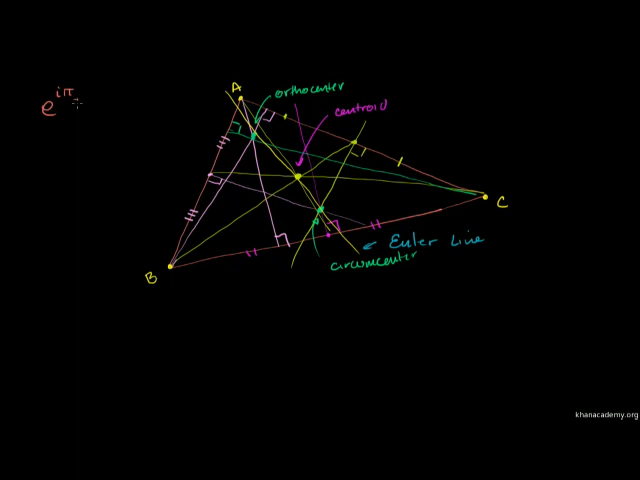 e^iπ
A
orthocenter
centroid
C
Euler Line
circumcenter
B
khanacademy.org